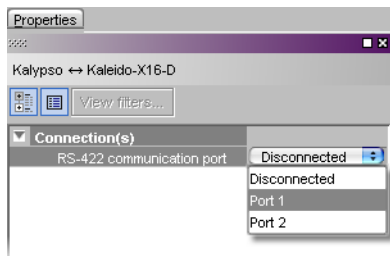 Properties
Kalypso ↔ Kaleido-X16-D
View filters...
Connection(s)
RS-422 communication port Disconnected
Disconnected
Port 1
Port 2